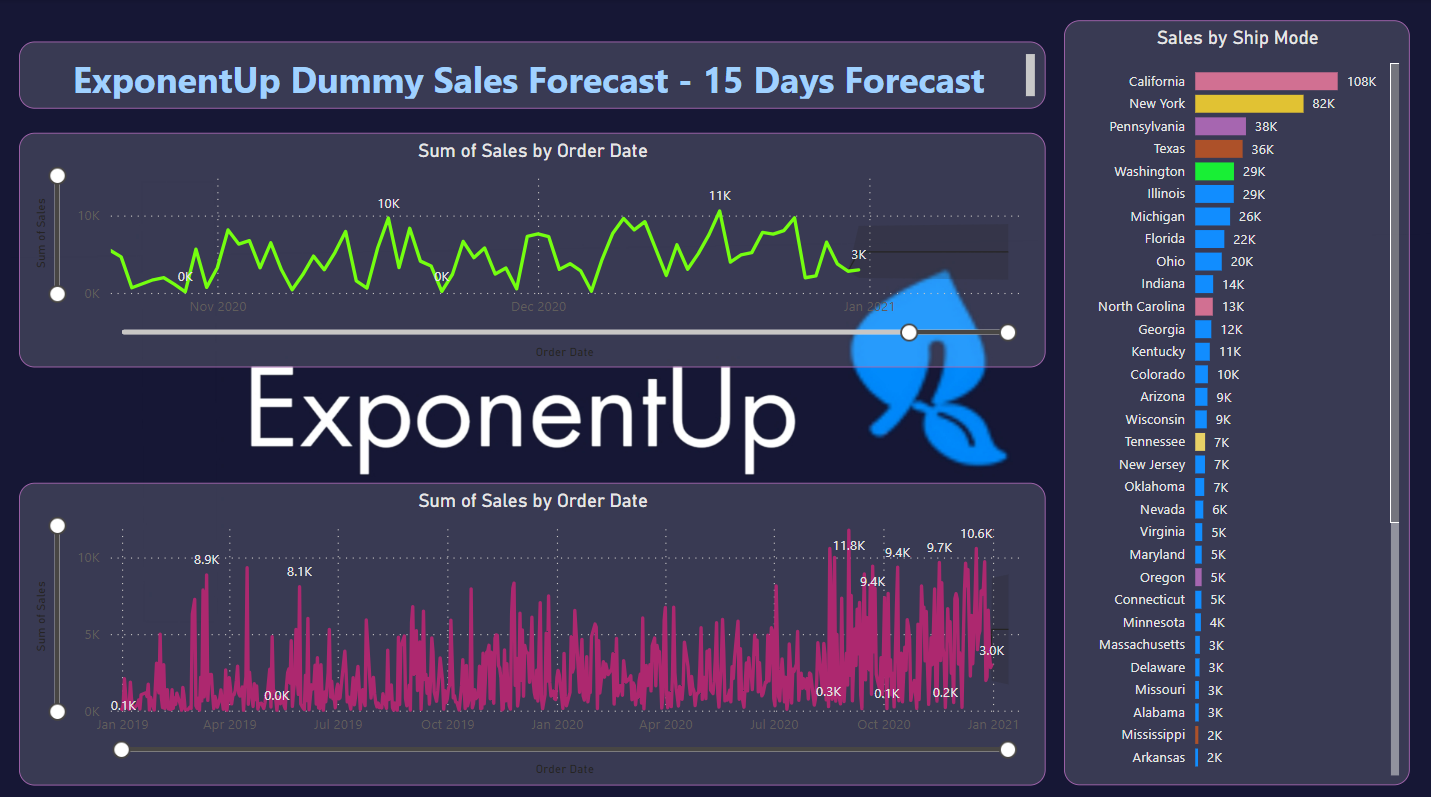 ExponentUp Dummy Sales Forecast - 15 Days Forecast
Sum of Sales by Order Date
Sum of Sales
10K
0K
10K
11K
0K
0K
3K
Nov 2020
Dec 2020
Jan 2021
Order Date
ExponentUp
Sum of Sales by Order Date
Sum of Sales
10K
5K
0K
0.1K
8.9K
0.0K
8.1K
0.3K
11.8K
9.4K
0.1K
9.4K
9.7K
0.2K
10.6K
3.0K
Jan 2019
Apr 2019
Jul 2019
Oct 2019
Jan 2020
Apr 2020
Jul 2020
Oct 2020
Jan 2021
Order Date
Sales by Ship Mode
California 108K
New York 82K
Pennsylvania 38K
Texas 36K
Washington 29K
Illinois 29K
Michigan 26K
Florida 22K
Ohio 20K
Indiana 14K
North Carolina 13K
Georgia 12K
Kentucky 11K
Colorado 10K
Arizona 9K
Wisconsin 9K
Tennessee 7K
New Jersey 7K
Oklahoma 7K
Nevada 6K
Virginia 5K
Maryland 5K
Oregon 5K
Connecticut 5K
Minnesota 4K
Massachusetts 3K
Delaware 3K
Missouri 3K
Alabama 3K
Mississippi 2K
Arkansas 2K